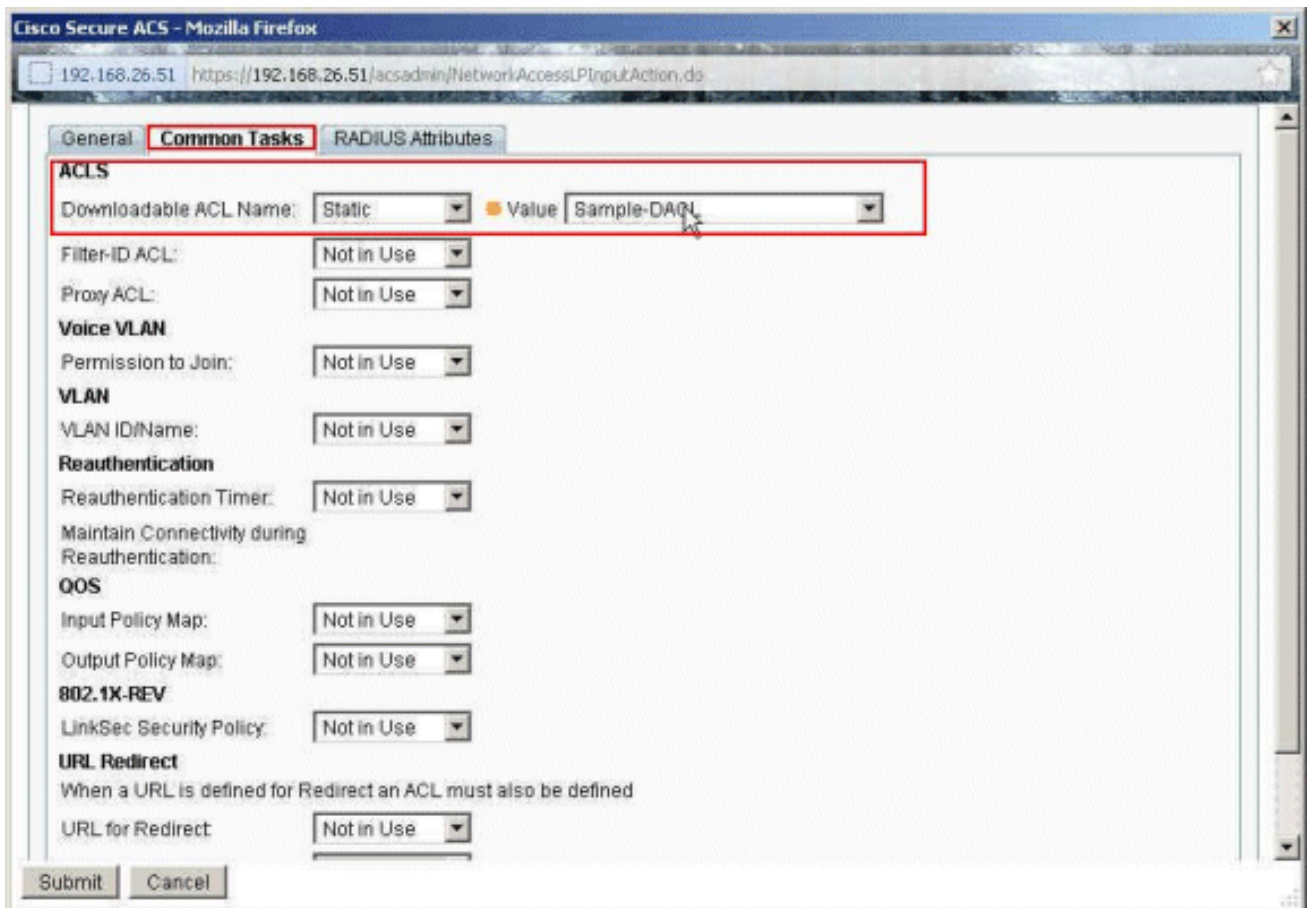 Cisco Secure ACS - Mozilla Firefox
192.168.26.51 https://192.168.26.51/acsadmin/NetworkAccessLPInputAction.do
General Common Tasks RADIUS Attributes
ACLS
Downloadable ACL Name: Static Value Sample-DACL
Filter-ID ACL: Not in Use
Proxy ACL: Not in Use
Voice VLAN
Permission to Join: Not in Use
VLAN
VLAN ID/Name: Not in Use
Reauthentication
Reauthentication Timer: Not in Use
Maintain Connectivity during
Reauthentication:
QOS
Input Policy Map: Not in Use
Output Policy Map: Not in Use
802.1X-REV
LinkSec Security Policy: Not in Use
URL Redirect
When a URL is defined for Redirect an ACL must also be defined
URL for Redirect Not in Use
Submit Cancel